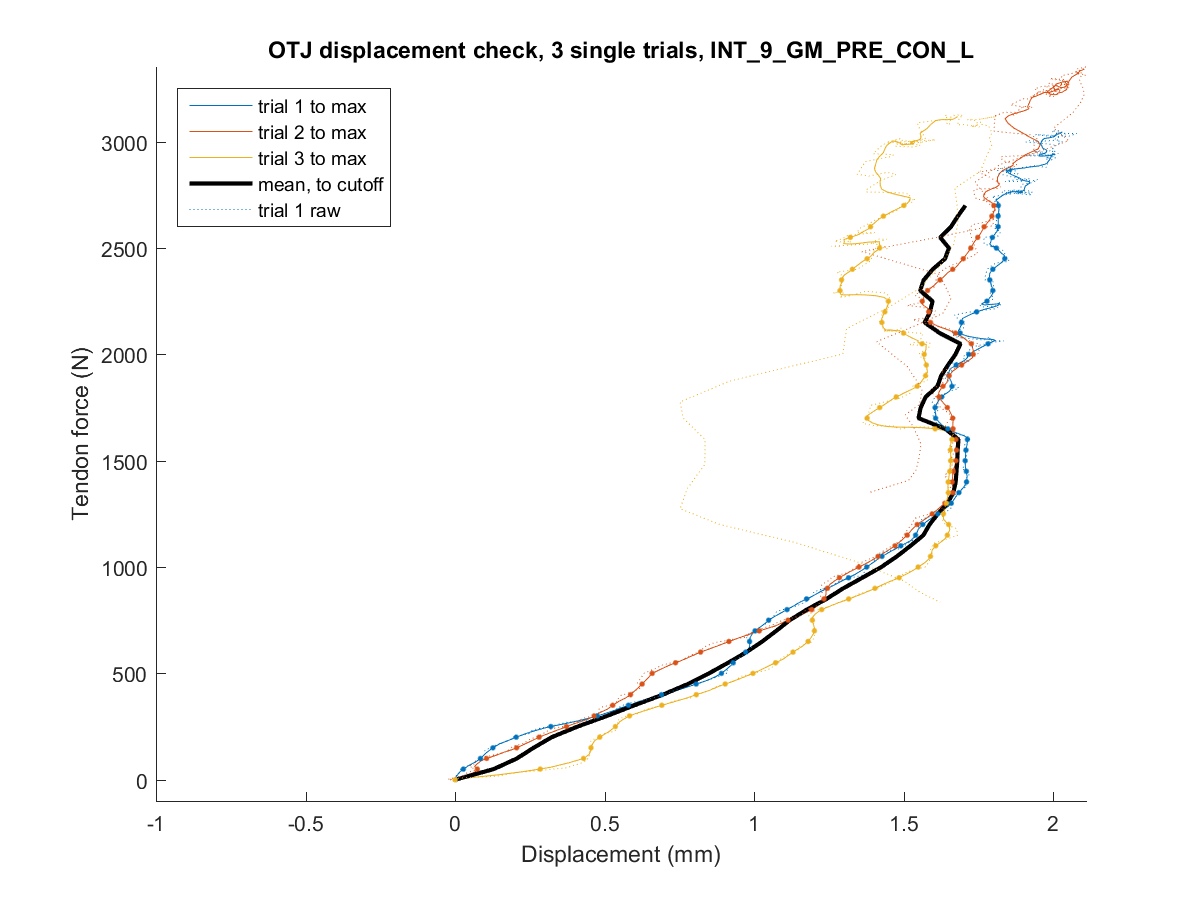 OTJ displacement check, 3 single trials, INT_9_GM_PRE_CON_L
trial 1 to max
trial 2 to max
trial 3 to max
mean, to cutoff
trial 1 raw
Tendon force (N)
3000
2500
2000
1500
1000
500
0
-1
-0.5
0
0.5
1
1.5
2
Displacement (mm)